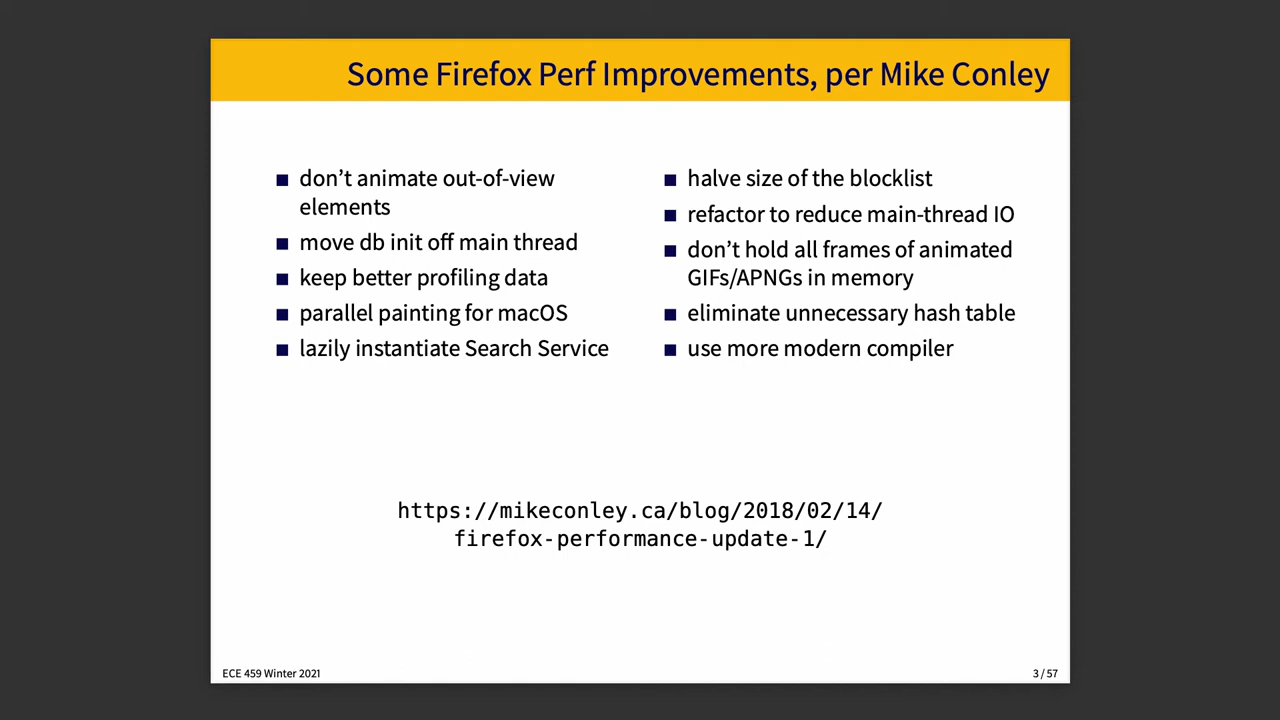 Some Firefox Perf Improvements, per Mike Conley
■ don’t animate out-of-view
elements
■ move db init off main thread
■ keep better profiling data
■ parallel painting for macOS
■ lazily instantiate Search Service
■ halve size of the blocklist
■ refactor to reduce main-thread IO
■ don’t hold all frames of animated
GIFs/APNGs in memory
■ eliminate unnecessary hash table
■ use more modern compiler
https://mikeconley.ca/blog/2018/02/14/
firefox-performance-update-1/
ECE 459 Winter 2021
3 / 57